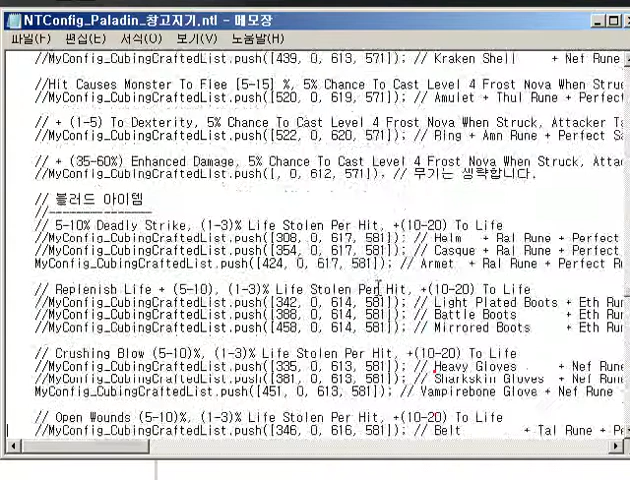 NTConfig_Paladin_창고지기.ntl - 메모장
파일(F) 편집(E) 서식(O) 보기(V) 도움말(H)
//MyConfig_CubingCraftedList.push([439, 0, 613, 571]); // Kraken Shell + Nef Rune
//Hit Causes Monster To Flee [5-15] %, 5% Chance To Cast Level 4 Frost Nova When Struc
//MyConfig_CubingCraftedList.push([520, 0, 619, 571]); // Amulet + Thul Rune + Perfect
// + (1-5) To Dexterity, 5% Chance To Cast Level 4 Frost Nova When Struck, Attacker Ta
//MyConfig_CubingCraftedList.push([522, 0, 620, 571]); // Ring + Amn Rune + Perfect Sa
// + (35-60%) Enhanced Damage, 5% Chance To Cast Level 4 Frost Nova When Struck, Attac
//MyConfig_CubingCraftedList.push([, 0, 612, 571]), // 무기는 생략합니다.
// 블러드 아이템
//----------------
// 5-10% Deadly Strike, (1-3)% Life Stolen Per Hit, +(10-20) To Life
//MyConfig_CubingCraftedList.push([308, 0, 617, 581]); // Helm + Ral Rune + Perfect
//MyConfig_CubingCraftedList.push([354, 0, 617, 581]); // Casque + Ral Rune + Perfect
MyConfig_CubingCraftedList.push([424, 0, 617, 581]); // Armet + Ral Rune + Perfect R
// Replenish Life + (5-10), (1-3)% Life Stolen Per Hit, +(10-20) To Life
//MyConfig_CubingCraftedList.push([342, 0, 614, 581]); // Light Plated Boots + Eth Ru
//MyConfig_CubingCraftedList.push([388, 0, 614, 581]); // Battle Boots + Eth Ru
//MyConfig_CubingCraftedList.push([458, 0, 614, 581]); // Mirrored Boots + Eth Ru
// Crushing Blow (5-10)%, (1-3)% Life Stolen Per Hit, +(10-20) To Life
//MyConfig_CubingCraftedList.push([335, 0, 613, 581]); // Heavy Gloves + Nef Rune
//MyConfig_CubingCraftedList.push([381, 0, 613, 581]); // Sharkskin Gloves + Nef Rune
MyConfig_CubingCraftedList.push([451, 0, 613, 581]); // Vampirebone Glove + Nef Rune
// Open Wounds (5-10)%, (1-3)% Life Stolen Per Hit, +(10-20) To Life
//MyConfig_CubingCraftedList.push([346, 0, 616, 581]); // Belt + Tal Rune + Pe